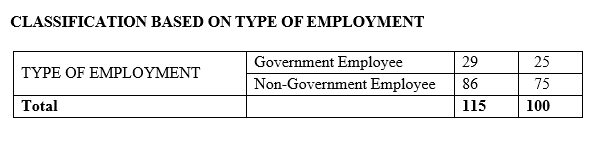 CLASSIFICATION BASED ON TYPE OF EMPLOYMENT
TYPE OF EMPLOYMENT
Government Employee 29 25
Non-Government Employee 86 75
Total 115 100